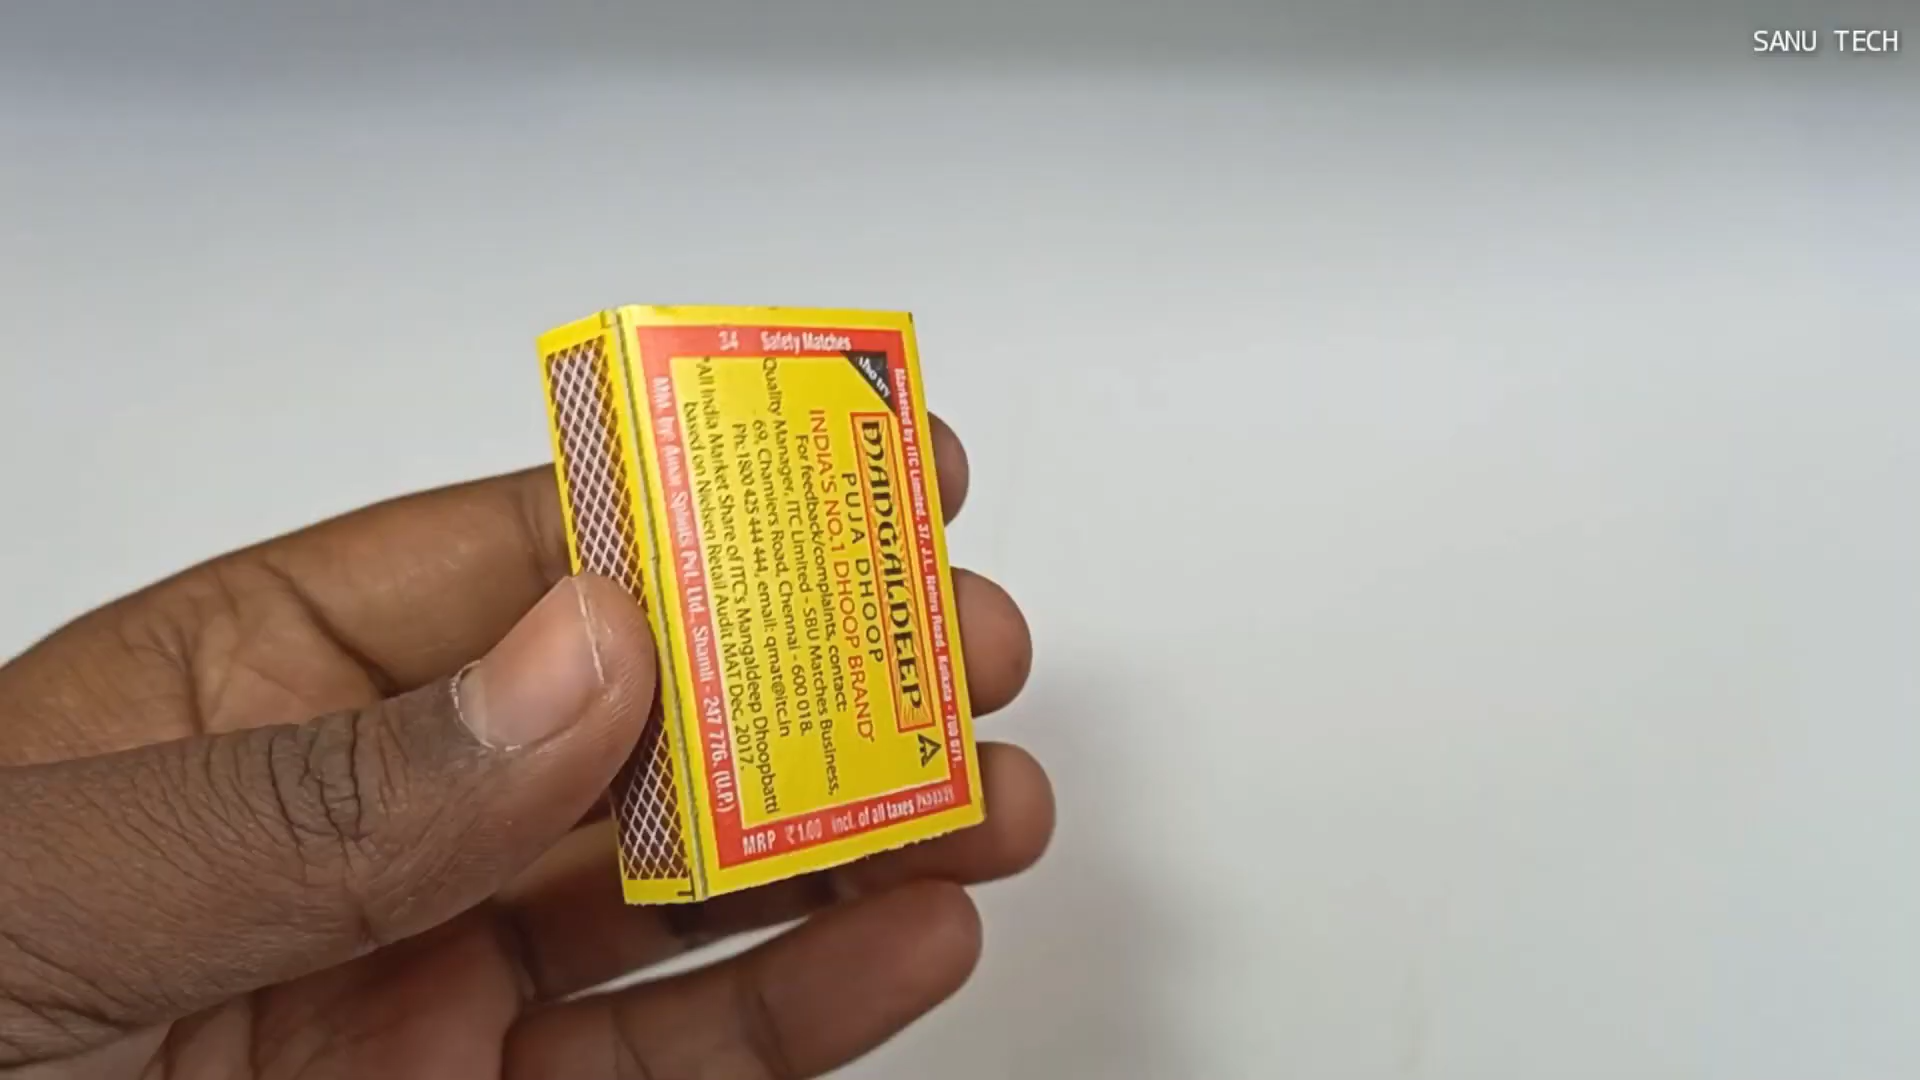 SANU TECH
34 Safety Matches
Marketed by ITC Limited, 37, J.L. Nehru Road, Kolkata - 700 071.
Also try
MANGALDEEP
PUJA DHOOP
INDIA'S NO.1 DHOOP BRAND*
For feedback/complaints, contact:
Quality Manager, ITC Limited - SBU Matches Business,
69, Chamiers Road, Chennai - 600 018.
Ph: 1800 425 444 444, email: qmat@itc.in
*All India Market Share of ITC's Mangaldeep Dhoopbatti
based on Nielsen Retail Audit MAT Dec, 2017.
Mfd. by: Amar Splints Pvt. Ltd., Shamli - 247 776. (U.P.)
MRP ₹1.00 incl. of all taxes